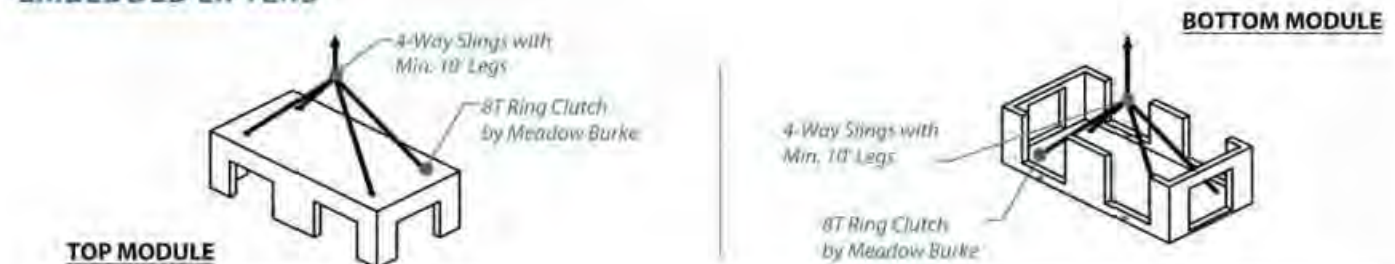 4-Way Slings with
Min. 10' Legs
8T Ring Clutch
by Meadow Burke
TOP MODULE
BOTTOM MODULE
4-Way Slings with
Min. 10' Legs
8T Ring Clutch
by Meadow Burke